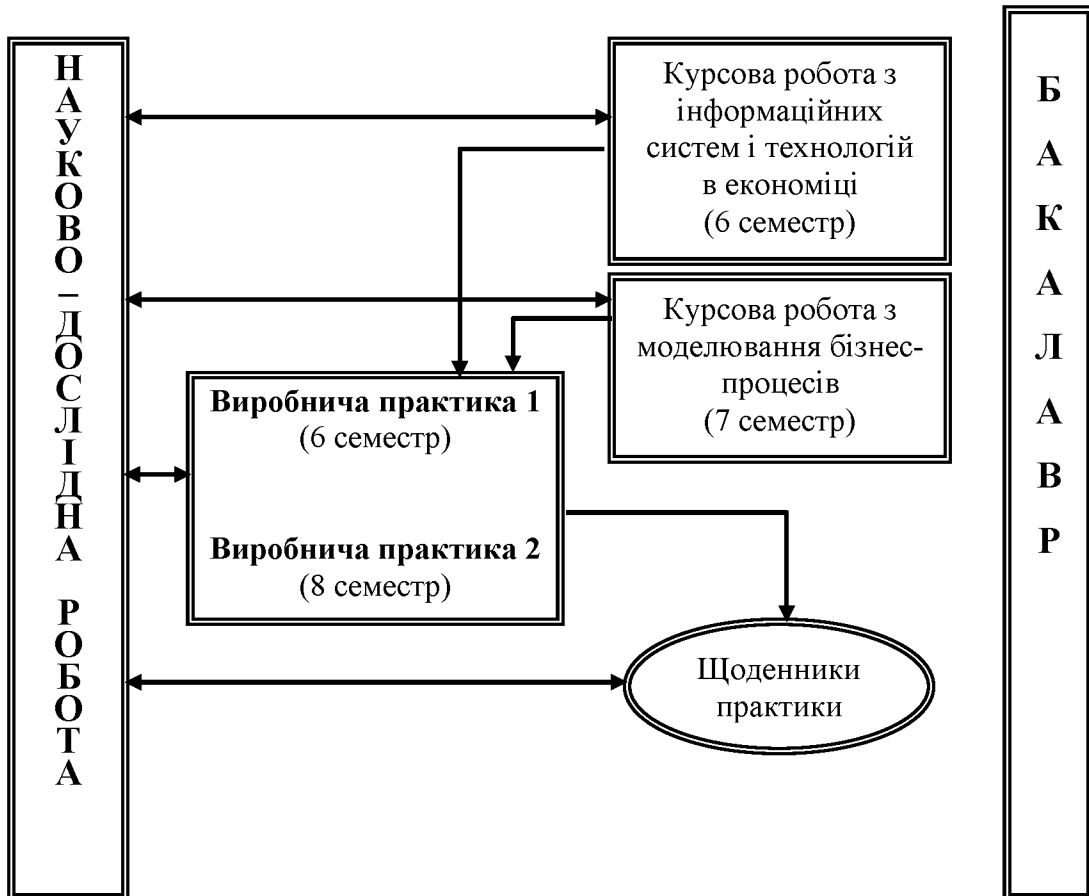 НАУКОВО – ДОСЛІДНА РОБОТА
Курсова робота з
інформаційних
систем і технологій
в економіці
(6 семестр)
Курсова робота з
моделювання бізнес-
процесів
(7 семестр)
Виробнича практика 1
(6 семестр)
Виробнича практика 2
(8 семестр)
Щоденники
практики
БАКАЛАВР